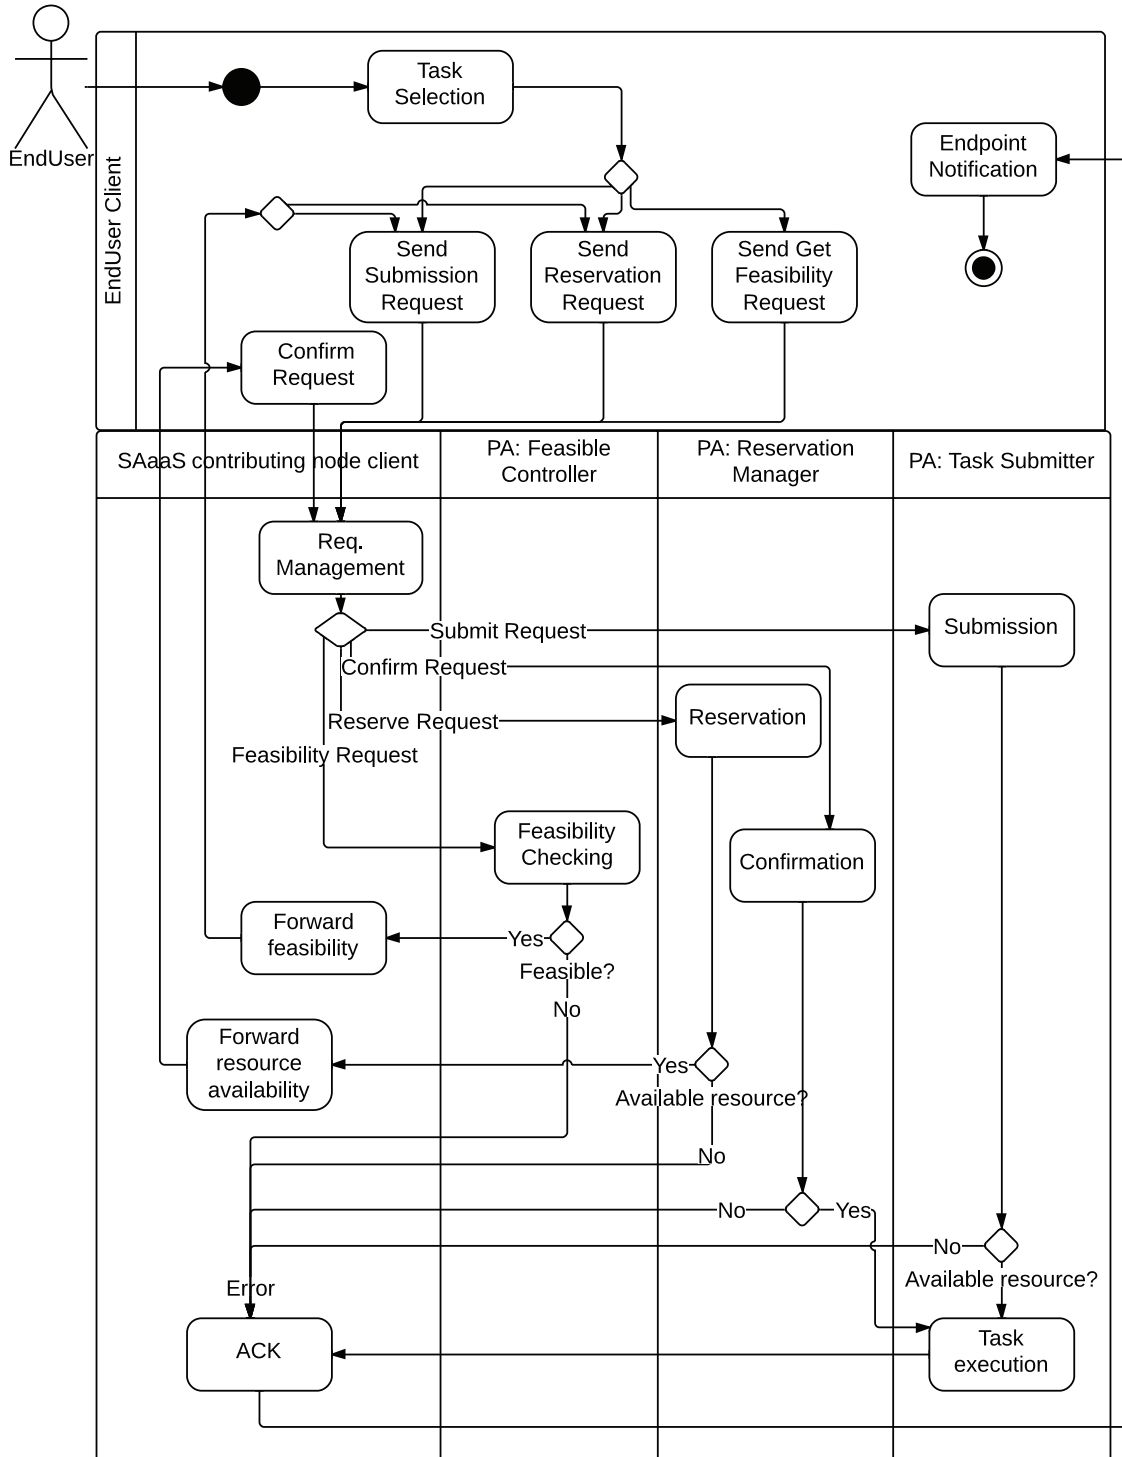 Task
Selection
EndUser
EndUser Client
Endpoint
Notification
Send
Submission
Request
Send
Reservation
Request
Send Get
Feasibility
Request
Confirm
Request
SAaaS contributing node client
PA: Feasible
Controller
PA: Reservation
Manager
PA: Task Submitter
Req.
Management
Submit Request
Submission
Confirm Request
Reserve Request
Reservation
Feasibility Request
Feasibility
Checking
Confirmation
Forward
feasibility
Yes
Feasible?
No
Forward
resource
availability
Yes
Available resource?
No
No
Yes
No
Available resource?
Error
ACK
Task
execution